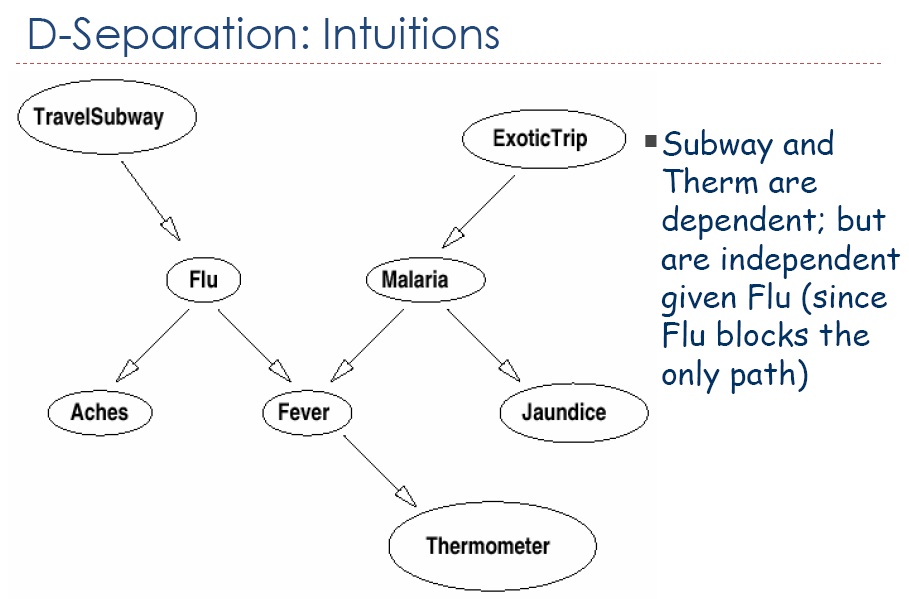 D-Separation: Intuitions
TravelSubway
ExoticTrip
Flu
Malaria
Aches
Fever
Jaundice
Thermometer
▪Subway and
Therm are
dependent; but
are independent
given Flu (since
Flu blocks the
only path)